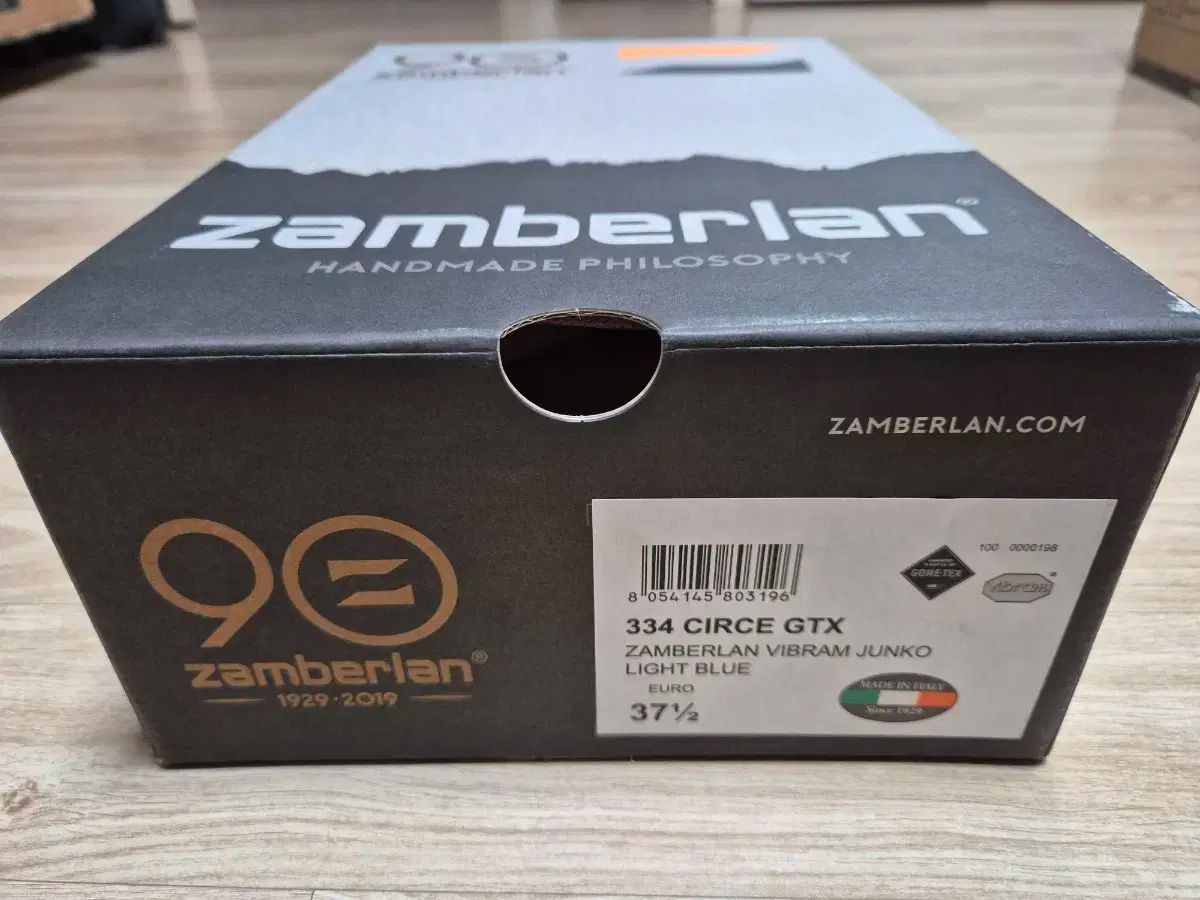 zamberlan
zamberlan®
HANDMADE PHILOSOPHY
ZAMBERLAN.COM
90
zamberlan®
1929·2019
100 0000198
GORE-TEX
vibram®
8 054145 803196
334 CIRCE GTX
ZAMBERLAN VIBRAM JUNKO
LIGHT BLUE
EURO
37½
MADE IN ITALY
Since 1929